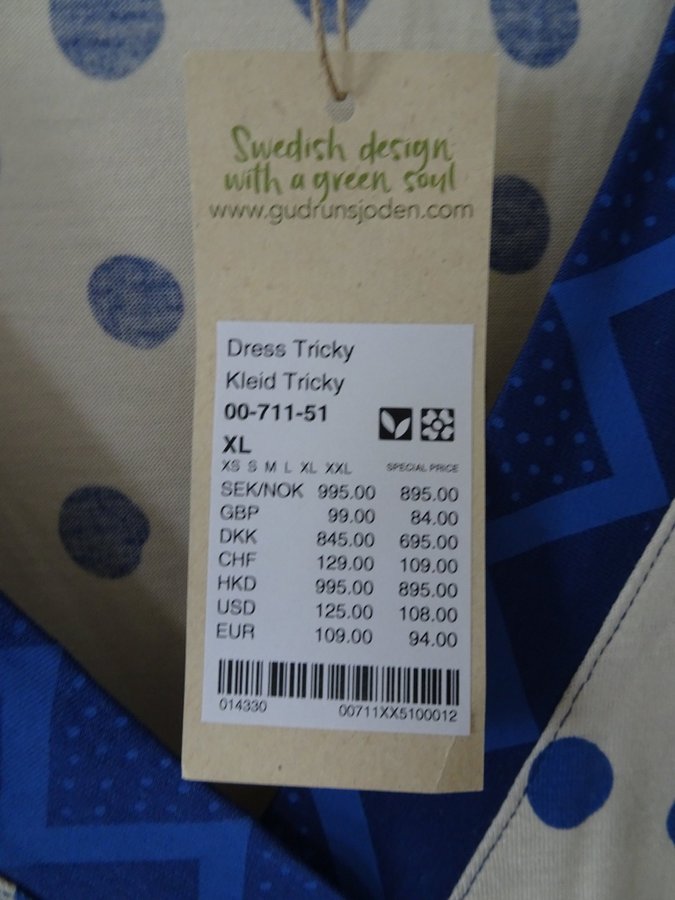 Swedish design
with a green soul
www.gudrunsjoden.com
Dress Tricky
Kleid Tricky
00-711-51
XL
XS S M L XL XXL SPECIAL PRICE
SEK/NOK 995.00 895.00
GBP 99.00 84.00
DKK 845.00 695.00
CHF 129.00 109.00
HKD 995.00 895.00
USD 125.00 108.00
EUR 109.00 94.00
014330 00711XX5100012